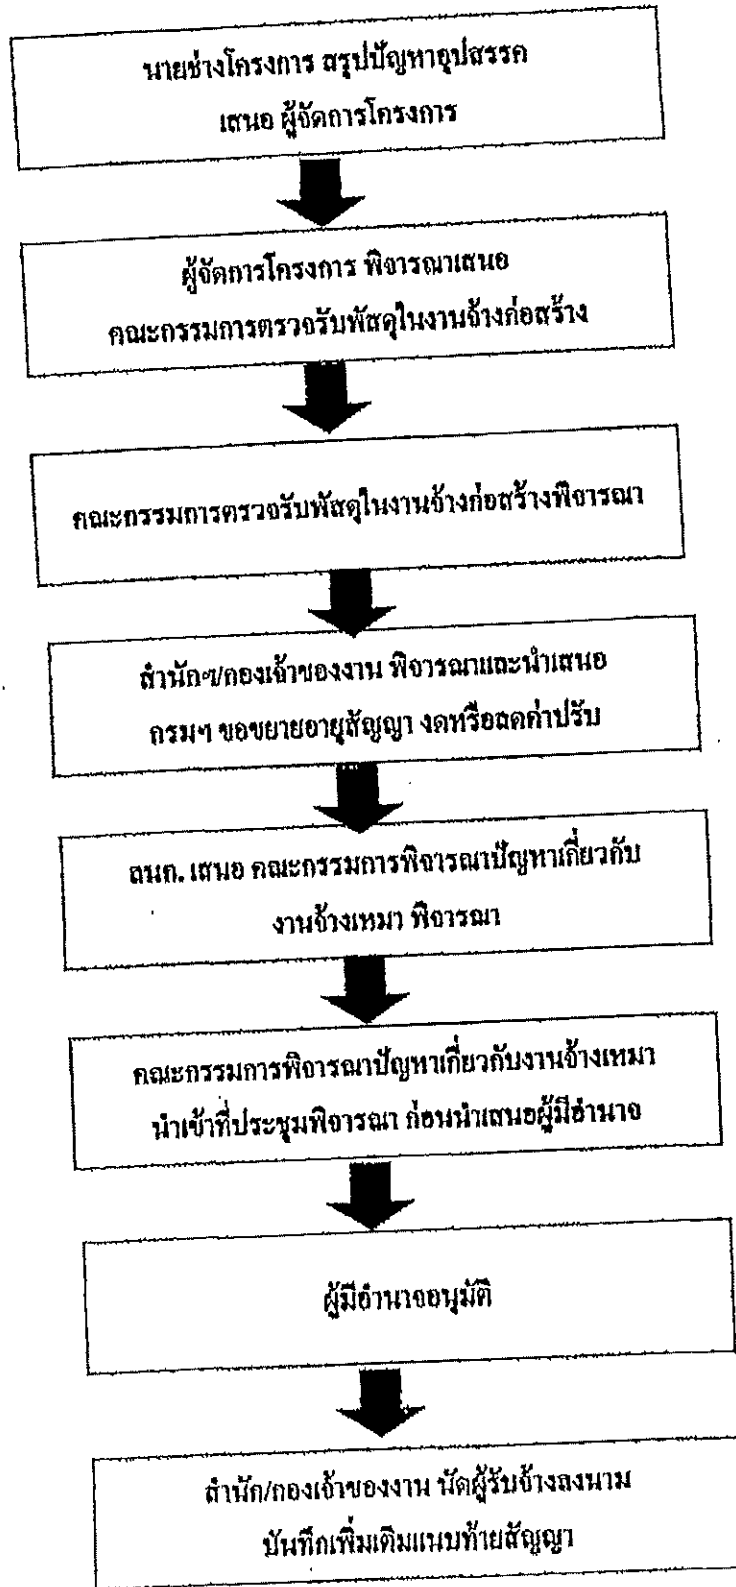 นายช่างโครงการ สรุปปัญหาอุปสรรค
เสนอ ผู้จัดการโครงการ
ผู้จัดการโครงการ พิจารณาเสนอ
คณะกรรมการตรวจรับพัสดุในงานจ้างก่อสร้าง
คณะกรรมการตรวจรับพัสดุในงานจ้างก่อสร้างพิจารณา
สำนักฯ/กองเจ้าของงาน พิจารณาและนำเสนอ
กรมฯ ขอขยายอายุสัญญา งดหรือลดค่าปรับ
ลนก. เสนอ คณะกรรมการพิจารณาปัญหาเกี่ยวกับ
งานจ้างเหมา พิจารณา
คณะกรรมการพิจารณาปัญหาเกี่ยวกับงานจ้างเหมา
นำเข้าที่ประชุมพิจารณา ก่อนนำเสนอผู้มีอำนาจ
ผู้มีอำนาจอนุมัติ
สำนัก/กองเจ้าของงาน นัดผู้รับจ้างลงนาม
บันทึกเพิ่มเติมแนบท้ายสัญญา